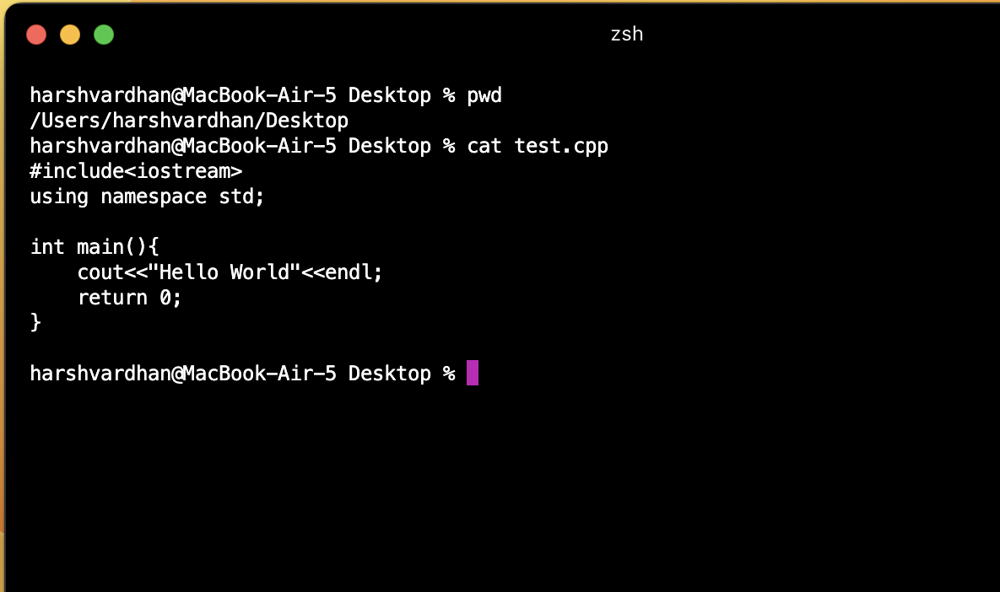 zsh
harshvardhan@MacBook-Air-5 Desktop % pwd
/Users/harshvardhan/Desktop
harshvardhan@MacBook-Air-5 Desktop % cat test.cpp
#include<iostream>
using namespace std;

int main(){
    cout<<"Hello World"<<endl;
    return 0;
}

harshvardhan@MacBook-Air-5 Desktop %